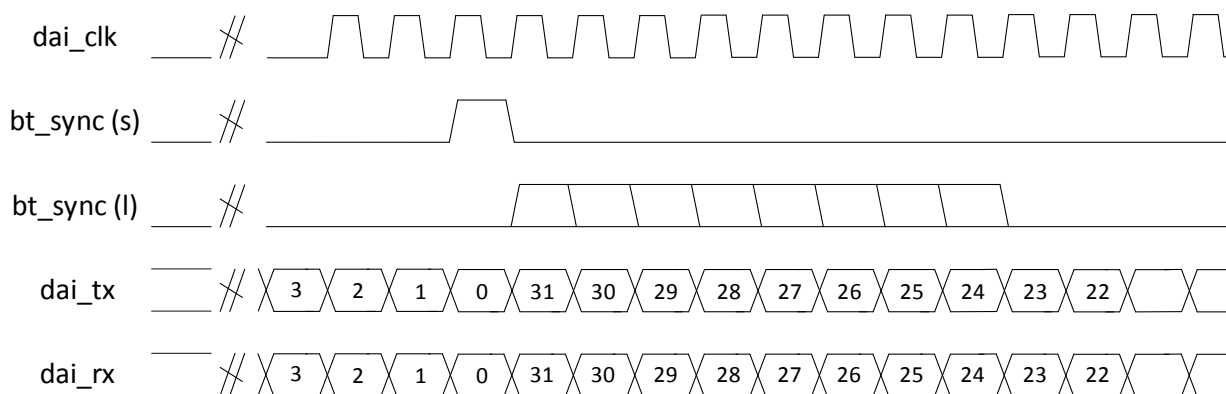 dai_clk
bt_sync (s)
bt_sync (l)
dai_tx 3 2 1 0 31 30 29 28 27 26 25 24 23 22
dai_rx 3 2 1 0 31 30 29 28 27 26 25 24 23 22